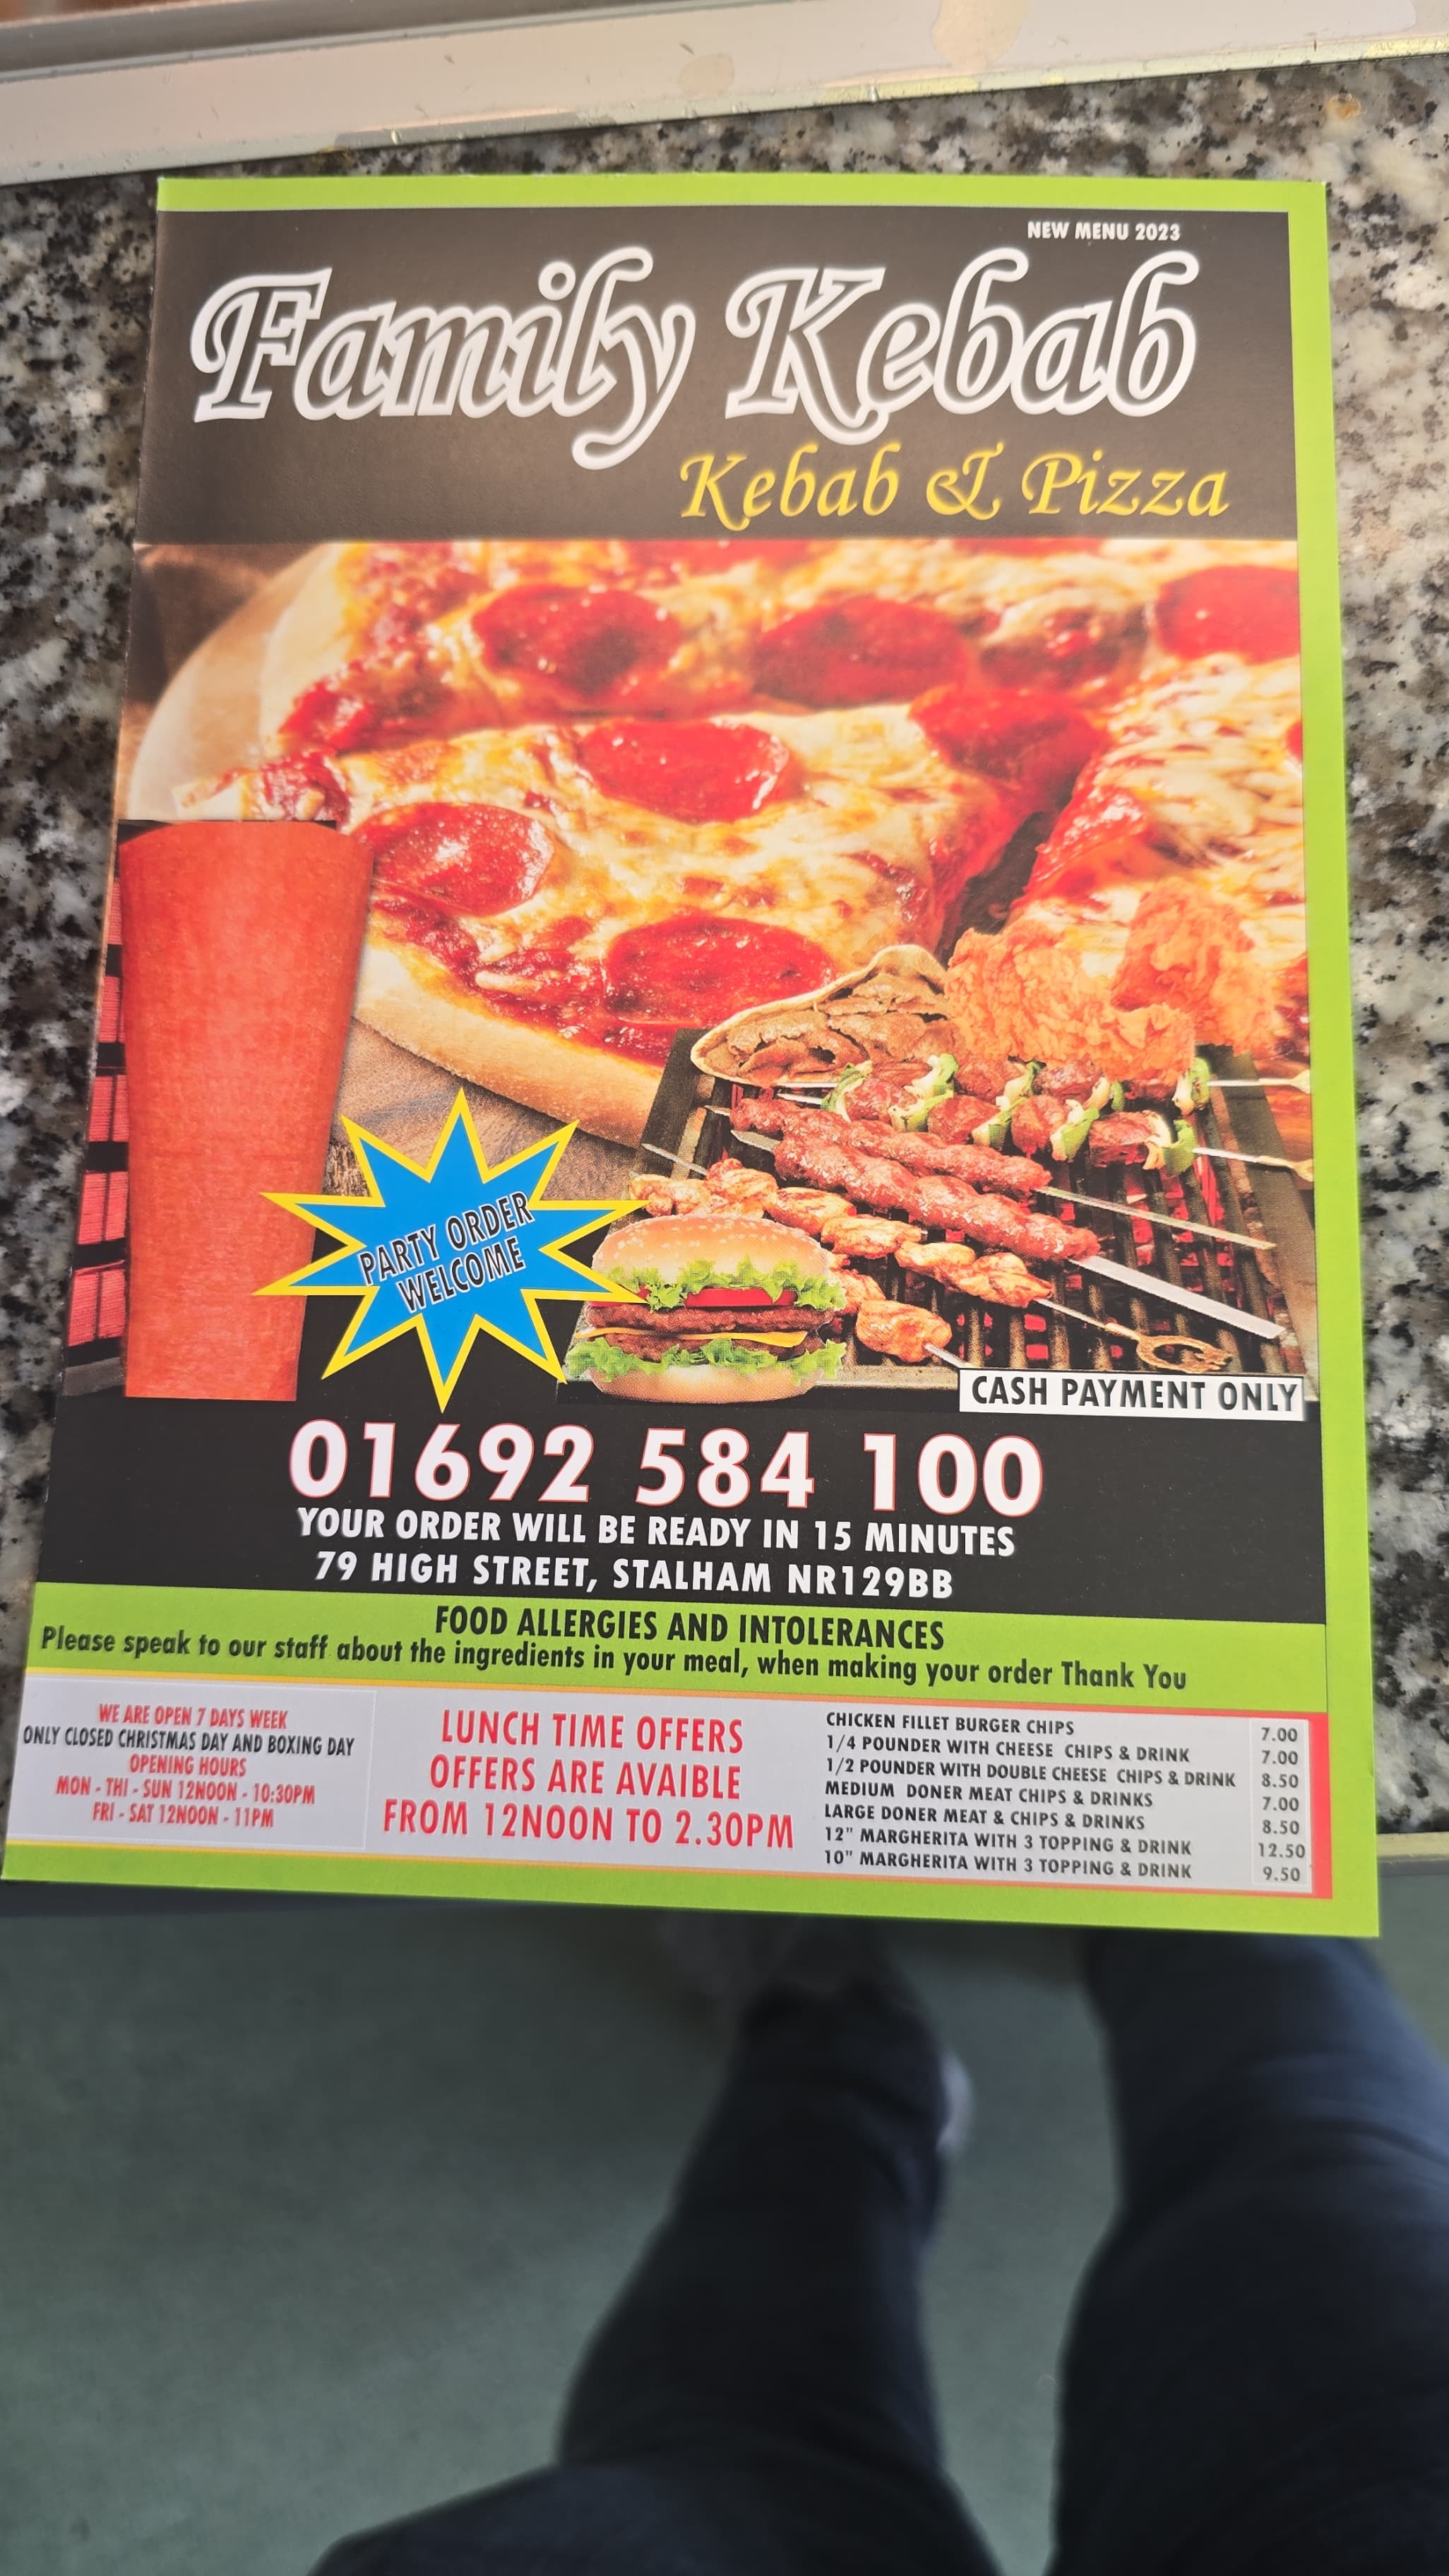 NEW MENU 2023
Family Kebab
Kebab & Pizza
PARTY ORDER
WELCOME
CASH PAYMENT ONLY
01692 584 100
YOUR ORDER WILL BE READY IN 15 MINUTES
79 HIGH STREET, STALHAM NR129BB
FOOD ALLERGIES AND INTOLERANCES
Please speak to our staff about the ingredients in your meal, when making your order Thank You
WE ARE OPEN 7 DAYS WEEK
ONLY CLOSED CHRISTMAS DAY AND BOXING DAY
OPENING HOURS
MON - THI - SUN 12NOON - 10:30PM
FRI - SAT 12NOON - 11PM
LUNCH TIME OFFERS
OFFERS ARE AVAIBLE
FROM 12NOON TO 2.30PM
CHICKEN FILLET BURGER CHIPS 7.00
1/4 POUNDER WITH CHEESE CHIPS & DRINK 7.00
1/2 POUNDER WITH DOUBLE CHEESE CHIPS & DRINK 8.50
MEDIUM DONER MEAT CHIPS & DRINKS 7.00
LARGE DONER MEAT & CHIPS & DRINKS 8.50
12" MARGHERITA WITH 3 TOPPING & DRINK 12.50
10" MARGHERITA WITH 3 TOPPING & DRINK 9.50